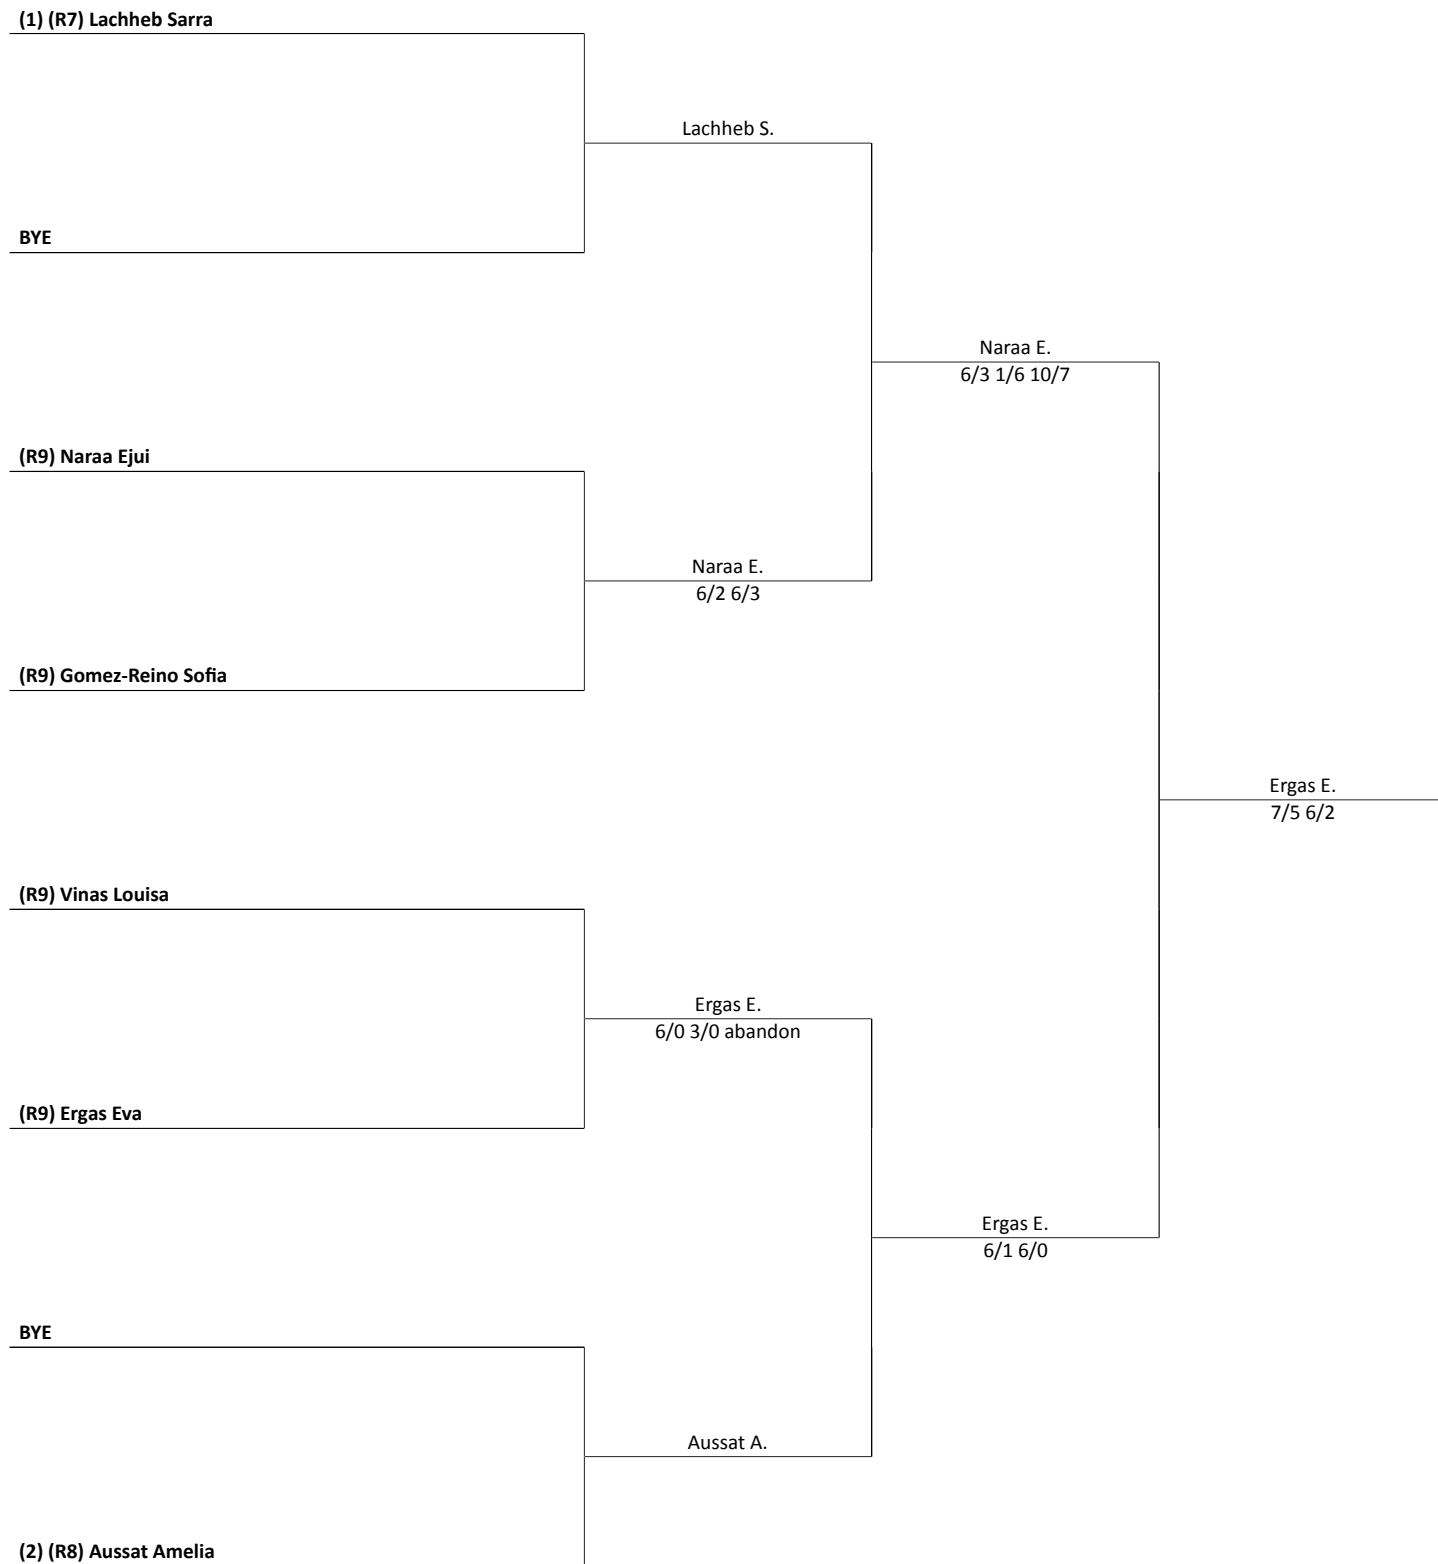 (1) (R7) Lachheb Sarra
Lachheb S.
BYE
Naraa E.
6/3 1/6 10/7
(R9) Naraa Ejui
Naraa E.
6/2 6/3
(R9) Gomez-Reino Sofia
Ergas E.
7/5 6/2
(R9) Vinas Louisa
Ergas E.
6/0 3/0 abandon
(R9) Ergas Eva
Ergas E.
6/1 6/0
BYE
Aussat A.
(2) (R8) Aussat Amelia